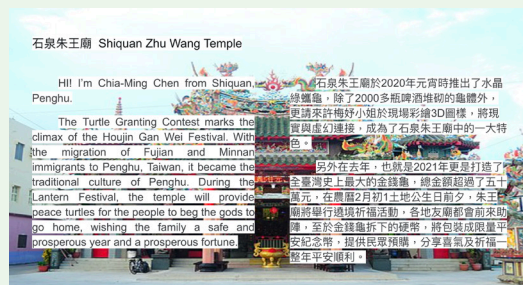 石泉朱王廟 Shiquan Zhu Wang Temple
HI! I'm Chia-Ming Chen from Shiquan,
Penghu.
The Turtle Granting Contest marks the
climax of the Houjin Gan Wei Festival. With
the migration of Fujian and Minnan
immigrants to Penghu, Taiwan, it became the
traditional culture of Penghu. During the
Lantern Festival, the temple will provide
peace turtles for the people to beg the gods to
go home, wishing the family a safe and
prosperous year and a prosperous fortune.
石泉朱王廟於2020年元宵時推出了水晶
綠蠵龜，除了2000多瓶啤酒堆砌的龜體外，
更請來許梅妤小姐於現場彩繪3D圖樣，將現
實與虛幻連接，成為了石泉朱王廟中的一大特
色。
另外在去年，也就是2021年更是打造了
全臺灣史上最大的金錢龜，總金額超過了五十
萬元，在農曆2月初1土地公生日前夕，朱王
廟將舉行遶境祈福活動，各地友廟都會前來助
陣，至於金錢龜拆下的硬幣，將包裝成限量平
安紀念幣，提供民眾預購，分享喜氣及祈福一
整年平安順利。